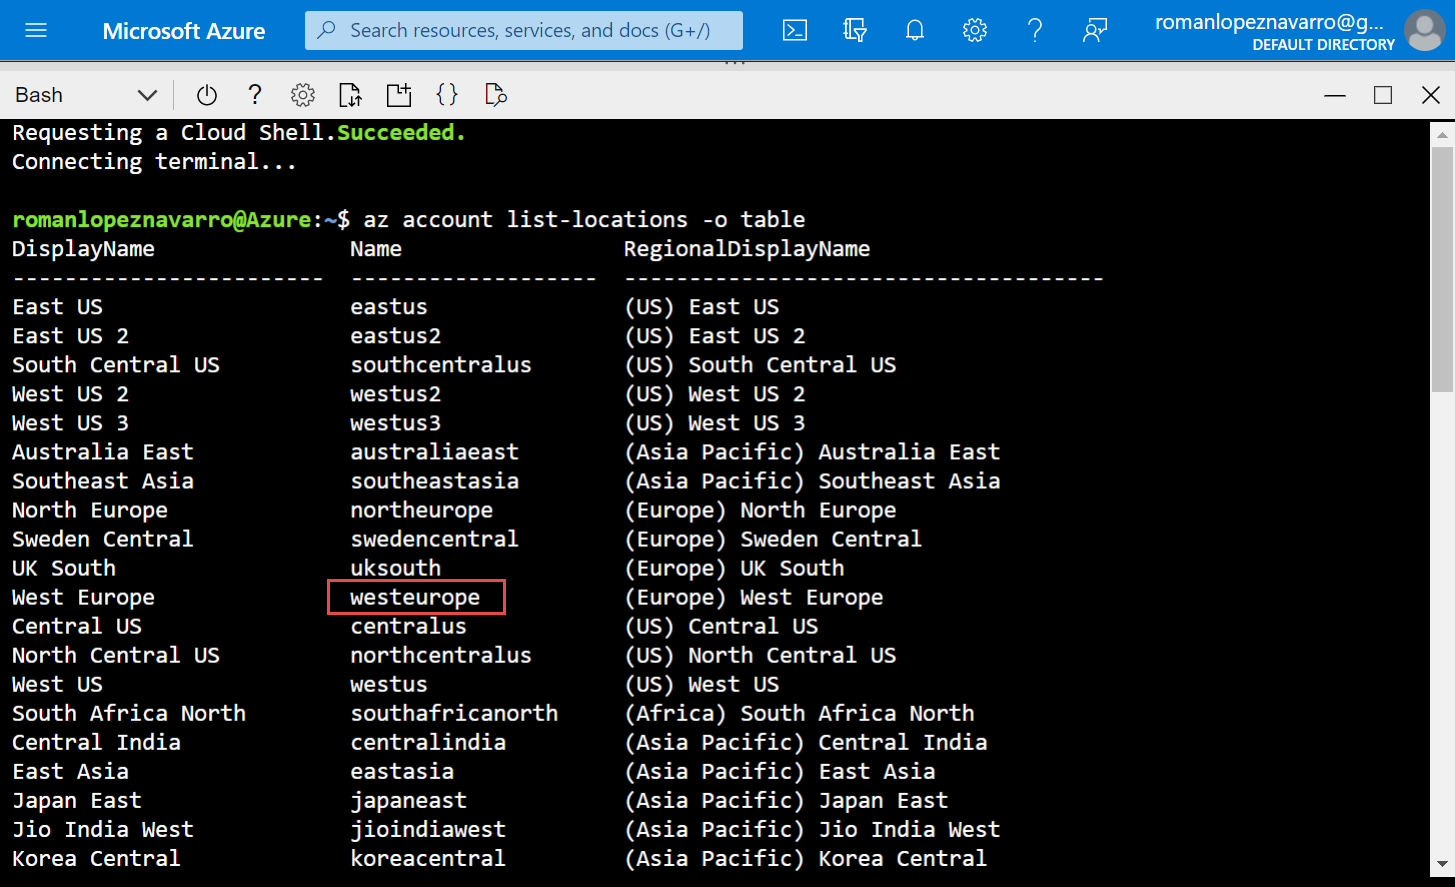 Microsoft Azure
Search resources, services, and docs (G+/)
romanlopeznavarro@g...
DEFAULT DIRECTORY
Bash
Requesting a Cloud Shell.Succeeded.
Connecting terminal...
romanlopeznavarro@Azure:~$ az account list-locations -o table
DisplayName Name RegionalDisplayName
------------------------ ------------------- -------------------------------------
East US eastus (US) East US
East US 2 eastus2 (US) East US 2
South Central US southcentralus (US) South Central US
West US 2 westus2 (US) West US 2
West US 3 westus3 (US) West US 3
Australia East australiaeast (Asia Pacific) Australia East
Southeast Asia southeastasia (Asia Pacific) Southeast Asia
North Europe northeurope (Europe) North Europe
Sweden Central swedencentral (Europe) Sweden Central
UK South uksouth (Europe) UK South
West Europe westeurope (Europe) West Europe
Central US centralus (US) Central US
North Central US northcentralus (US) North Central US
West US westus (US) West US
South Africa North southafricanorth (Africa) South Africa North
Central India centralindia (Asia Pacific) Central India
East Asia eastasia (Asia Pacific) East Asia
Japan East japaneast (Asia Pacific) Japan East
Jio India West jioindiawest (Asia Pacific) Jio India West
Korea Central koreacentral (Asia Pacific) Korea Central